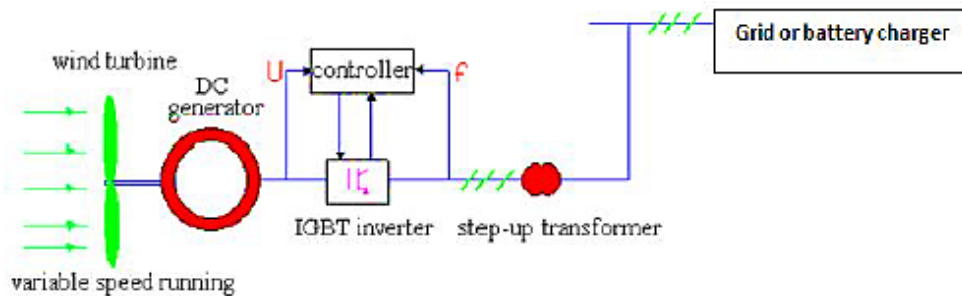 Grid or battery charger
wind turbine
U
controller
f
DC
generator
IGBT inverter
step-up transformer
variable speed running